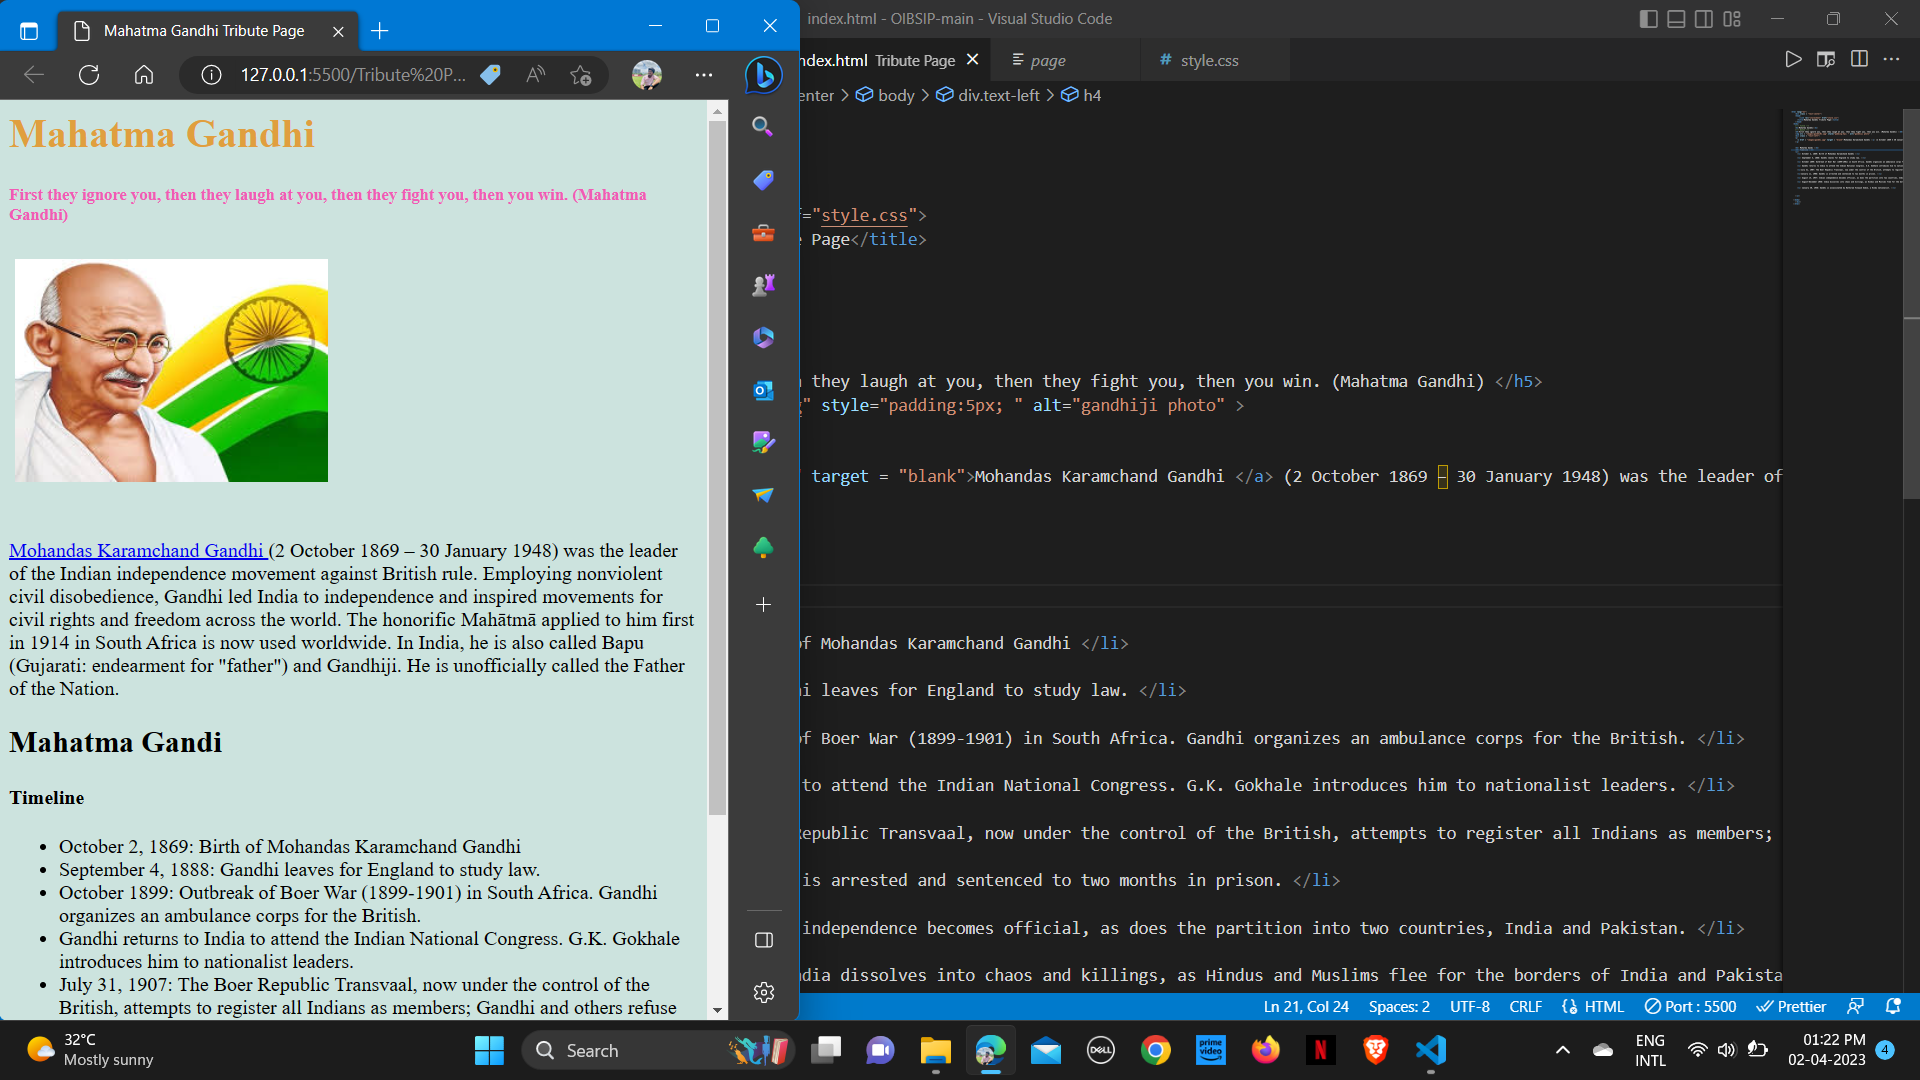 Mahatma Gandhi Tribute Page
127.0.0.1:5500/Tribute%20P...
Mahatma Gandhi
First they ignore you, then they laugh at you, then they fight you, then you win. (Mahatma
Gandhi)
Mohandas Karamchand Gandhi (2 October 1869 – 30 January 1948) was the leader
of the Indian independence movement against British rule. Employing nonviolent
civil disobedience, Gandhi led India to independence and inspired movements for
civil rights and freedom across the world. The honorific Mahātmā applied to him first
in 1914 in South Africa is now used worldwide. In India, he is also called Bapu
(Gujarati: endearment for "father") and Gandhiji. He is unofficially called the Father
of the Nation.
Mahatma Gandi
Timeline
• October 2, 1869: Birth of Mohandas Karamchand Gandhi
• September 4, 1888: Gandhi leaves for England to study law.
• October 1899: Outbreak of Boer War (1899-1901) in South Africa. Gandhi
organizes an ambulance corps for the British.
• Gandhi returns to India to attend the Indian National Congress. G.K. Gokhale
introduces him to nationalist leaders.
• July 31, 1907: The Boer Republic Transvaal, now under the control of the
British, attempts to register all Indians as members; Gandhi and others refuse
index.html - OIBSIP-main - Visual Studio Code
ndex.html Tribute Page
page
# style.css
enter > body > div.text-left > h4
="style.css">
Page</title>
they laugh at you, then they fight you, then you win. (Mahatma Gandhi) </h5>
" style="padding:5px; " alt="gandhiji photo" >
target = "blank">Mohandas Karamchand Gandhi </a> (2 October 1869 – 30 January 1948) was the leader of
f Mohandas Karamchand Gandhi </li>
i leaves for England to study law. </li>
f Boer War (1899-1901) in South Africa. Gandhi organizes an ambulance corps for the British. </li>
to attend the Indian National Congress. G.K. Gokhale introduces him to nationalist leaders. </li>
epublic Transvaal, now under the control of the British, attempts to register all Indians as members;
is arrested and sentenced to two months in prison. </li>
independence becomes official, as does the partition into two countries, India and Pakistan. </li>
dia dissolves into chaos and killings, as Hindus and Muslims flee for the borders of India and Pakista
Ln 21, Col 24 Spaces: 2 UTF-8 CRLF HTML Port : 5500 Prettier
32°C
Mostly sunny
Search
DELL
prime
video
N
ENG
INTL
01:22 PM
02-04-2023
4